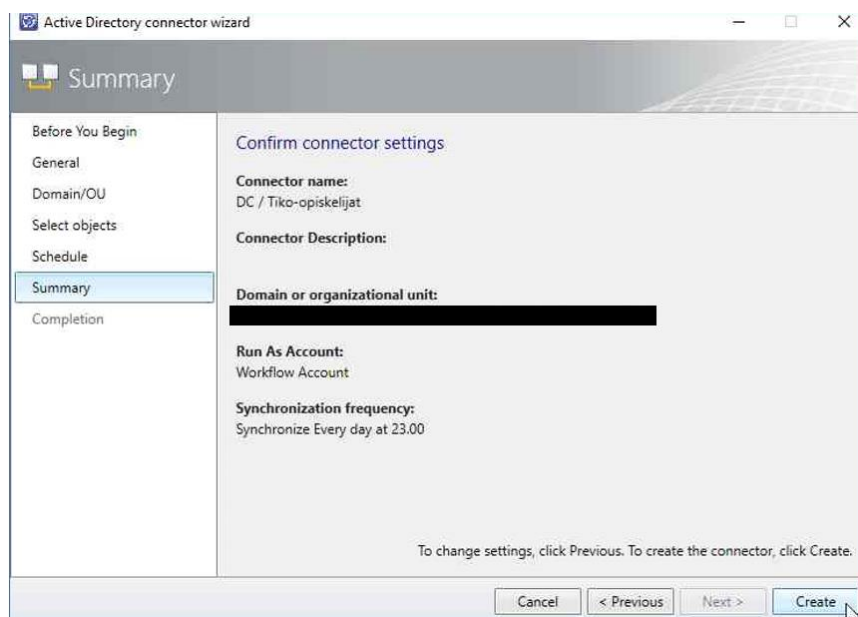 Active Directory connector wizard
Summary
Before You Begin
General
Domain/OU
Select objects
Schedule
Summary
Completion
Confirm connector settings
Connector name:
DC / Tiko-opiskelijat
Connector Description:
Domain or organizational unit:
Run As Account:
Workflow Account
Synchronization frequency:
Synchronize Every day at 23.00
To change settings, click Previous. To create the connector, click Create.
Cancel
< Previous
Next >
Create